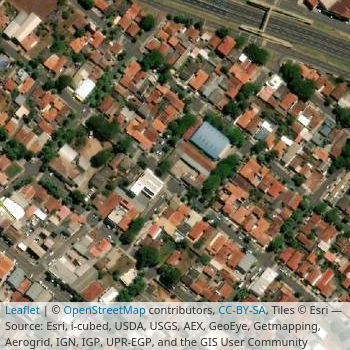 Leaflet | © OpenStreetMap contributors, CC-BY-SA, Tiles © Esri —
Source: Esri, i-cubed, USDA, USGS, AEX, GeoEye, Getmapping,
Aerogrid, IGN, IGP, UPR-EGP, and the GIS User Community